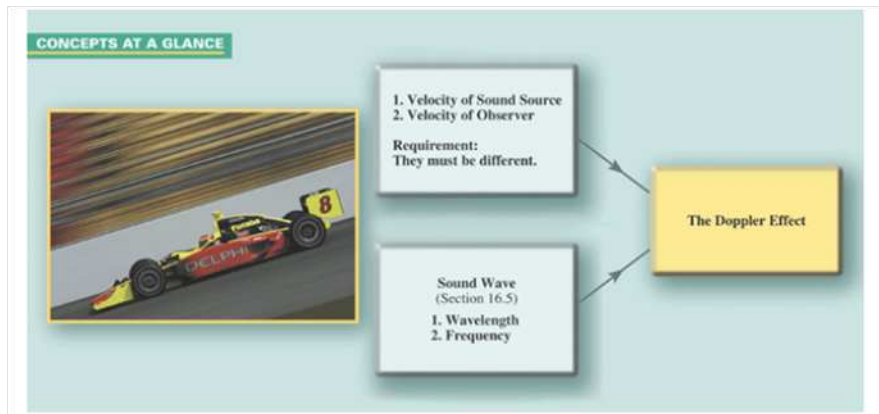 CONCEPTS AT A GLANCE
8
DELPHI
1. Velocity of Sound Source
2. Velocity of Observer
Requirement:
They must be different.
Sound Wave
(Section 16.5)
1. Wavelength
2. Frequency
The Doppler Effect